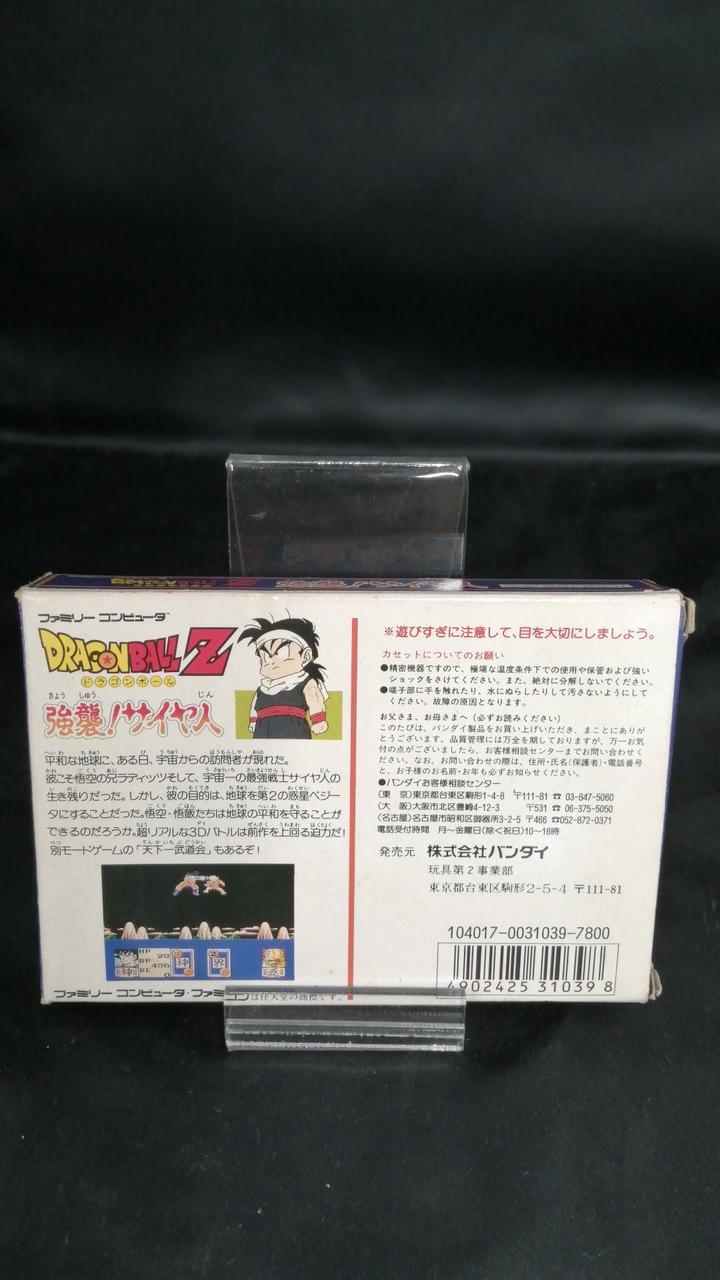 ファミリー コンピュータ™
DRAGON BALL Z
ドラゴンボール
きょう しゅう じん
強襲!サイヤ人
平和な地球に、ある日、宇宙からの訪問者が現れた。
彼こそ悟空の兄ラディッツそして、宇宙一の最強戦士サイヤ人の
生き残りだった。しかし、彼の目的は、地球を第2の惑星ベジー
タにすることだった。悟空・悟飯たちは地球の平和を守ることが
できるのだろうか。超リアルな3Dバトルは前作を上回る迫力だ!
別モードゲームの「天下一武道会」もあるぞ!
HP
BP 436
BE
神
ファミリー コンピュータ・ファミコンは任天堂の商標です。
※遊びすぎに注意して、目を大切にしましょう。
カセットについてのお願い
●精密機器ですので、極端な温度条件下での使用や保管および強い
ショックをさけてください。また、絶対に分解しないでください。
●端子部に手を触れたり、水にぬらしたりして汚さないようにして
ください。故障の原因となります。
お父さま、お母さまへ(必ずお読みください)
このたびは、バンダイ製品をお買い上げいただき、まことにありが
とうございます。品質管理には万全を期しておりますが、万一お気
付の点がございましたら、お客様相談センターまでお問い合わせく
ださい。なお、お問い合わせの際は、住所・氏名(保護者)・電話番号
と、お子様のお名前・お年も必ずお知らせください。
●バンダイお客様相談センター
(東 京)東京都台東区駒形1-4-8 〒111-81 ☎03-847-5060
(大 阪)大阪市北区豊崎4-12-3 〒531 ☎06-375-5050
(名古屋)名古屋市昭和区御器所3-2-5 〒466 ☎052-872-0371
電話受付時間 月~金曜日(除く祝日)10~16時
発売元 株式会社バンダイ
玩具第2事業部
東京都台東区駒形2-5-4 〒111-81
104017-0031039-7800
4902425 31039 8